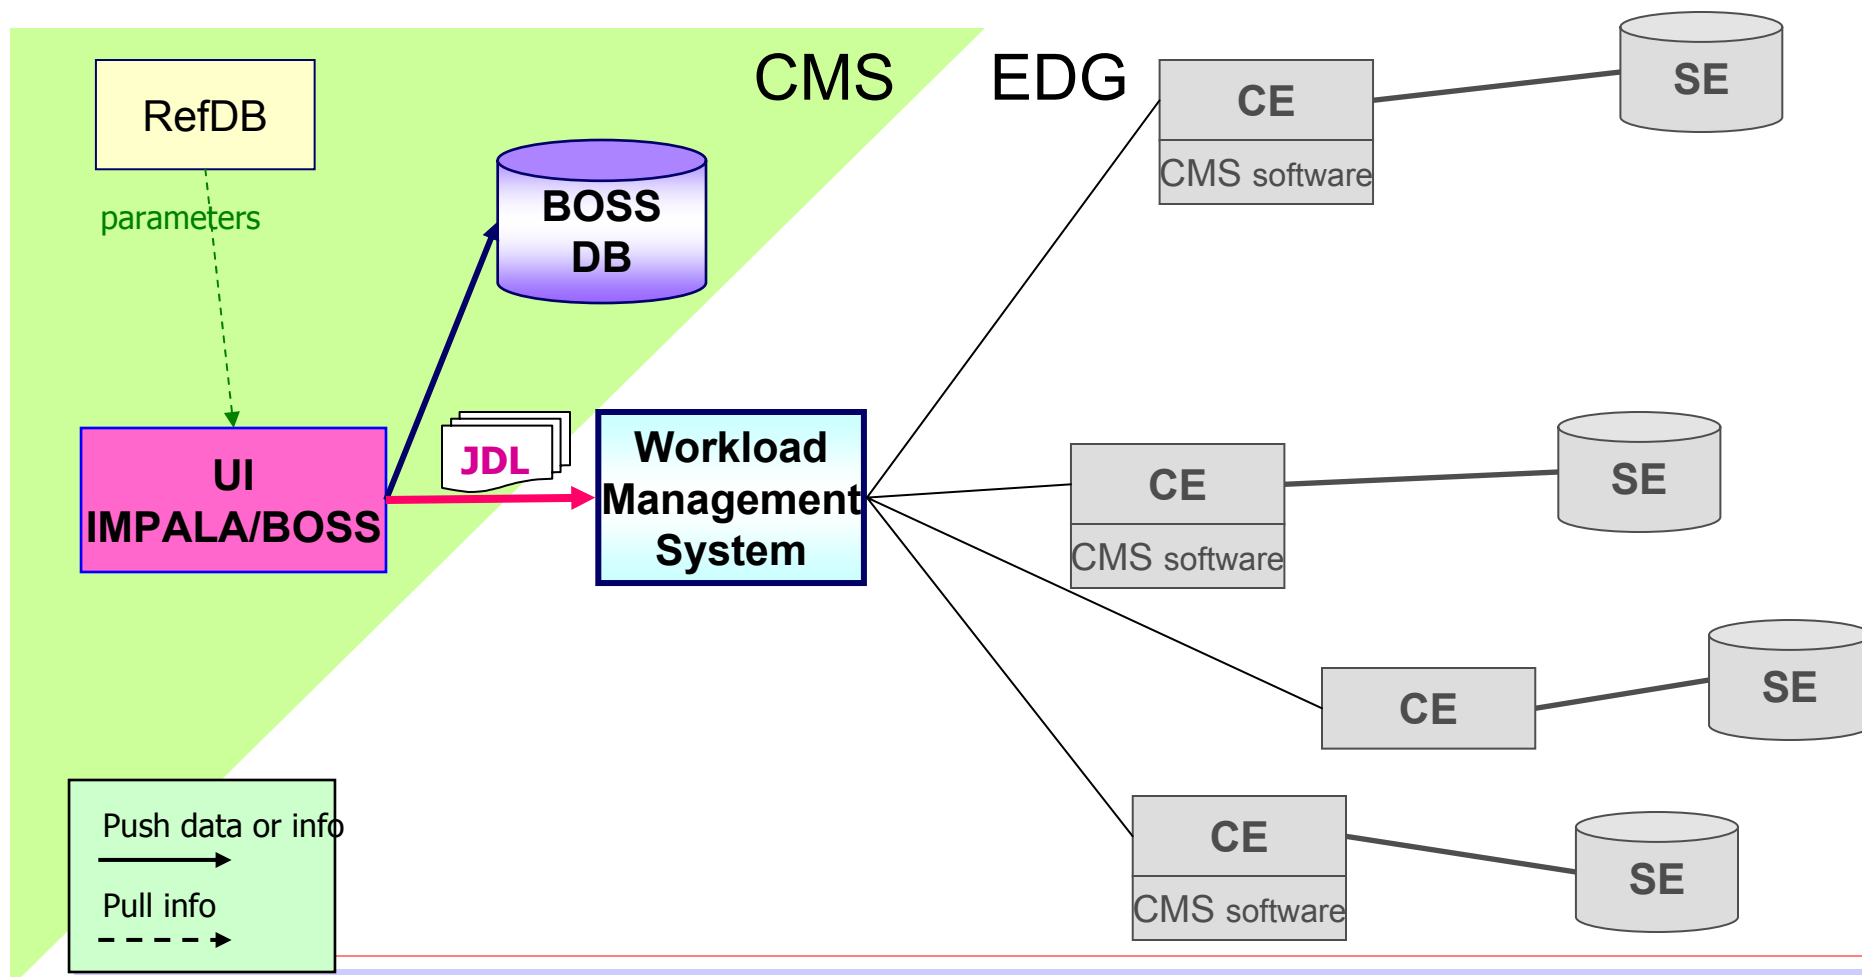 CMS
EDG
RefDB
parameters
BOSS
DB
UI
IMPALA/BOSS
JDL
Workload
Management
System
CE
CMS software
SE
CE
CMS software
SE
CE
SE
CE
CMS software
SE
Push data or info
Pull info